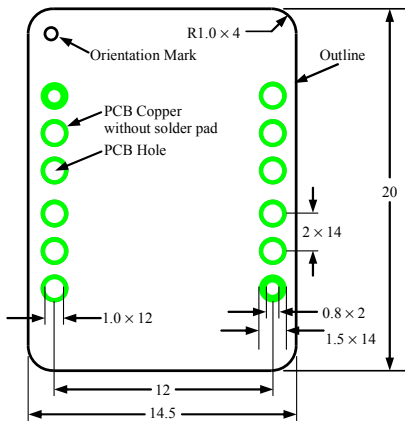 R1.0 × 4
Orientation Mark
Outline
PCB Copper
without solder pad
PCB Hole
20
2 × 14
1.0 × 12
0.8 × 2
1.5 × 14
12
14.5